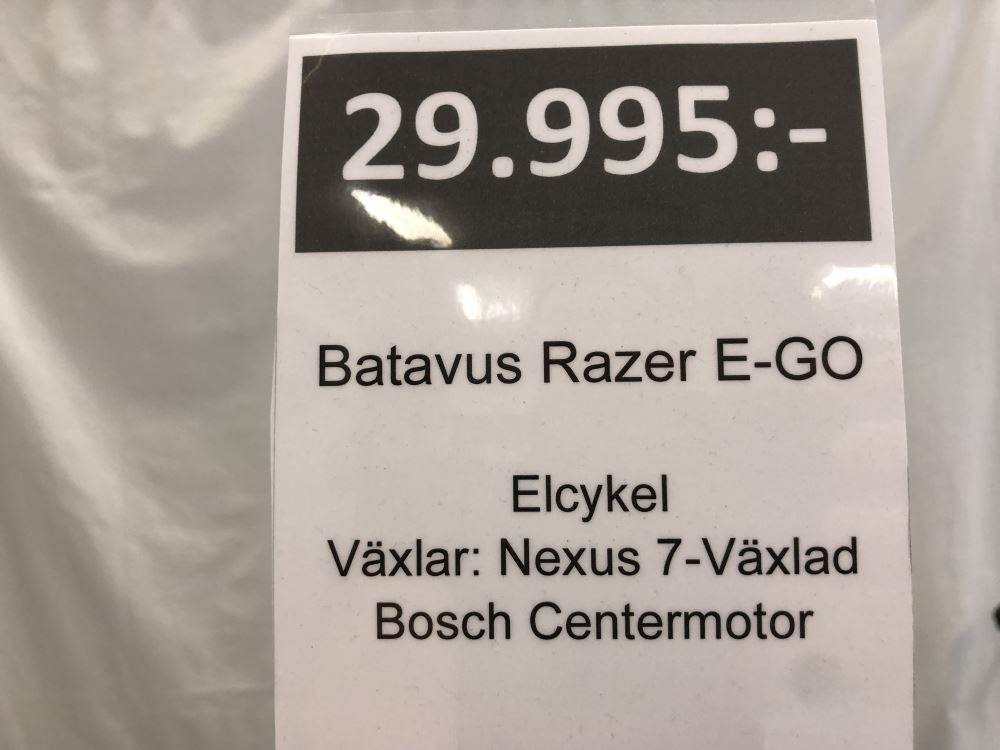 29.995:-
Batavus Razer E-GO
Elcykel
Växlar: Nexus 7-Växlad
Bosch Centermotor